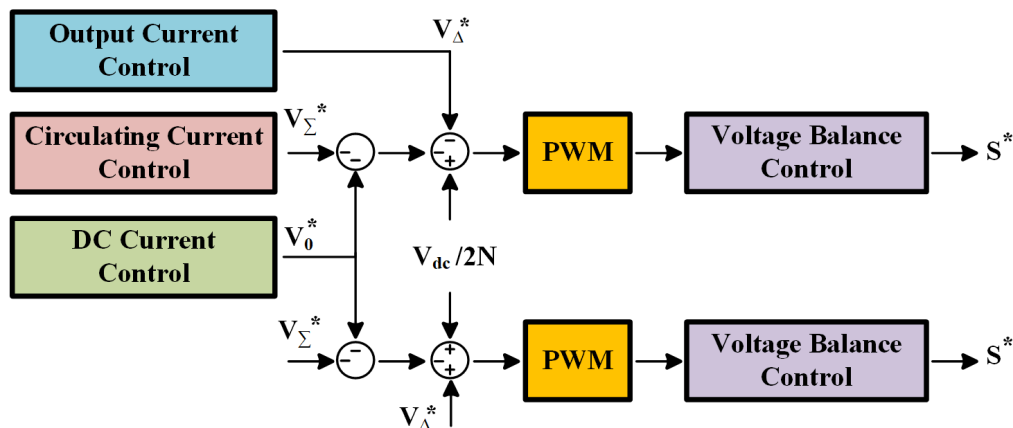 Output Current
Control
V_Δ^*
Circulating Current
Control
V_Σ^*
PWM
Voltage Balance
Control
S^*
DC Current
Control
V_0^*
V_dc /2N
V_Σ^*
PWM
Voltage Balance
Control
S^*
V_Δ^*